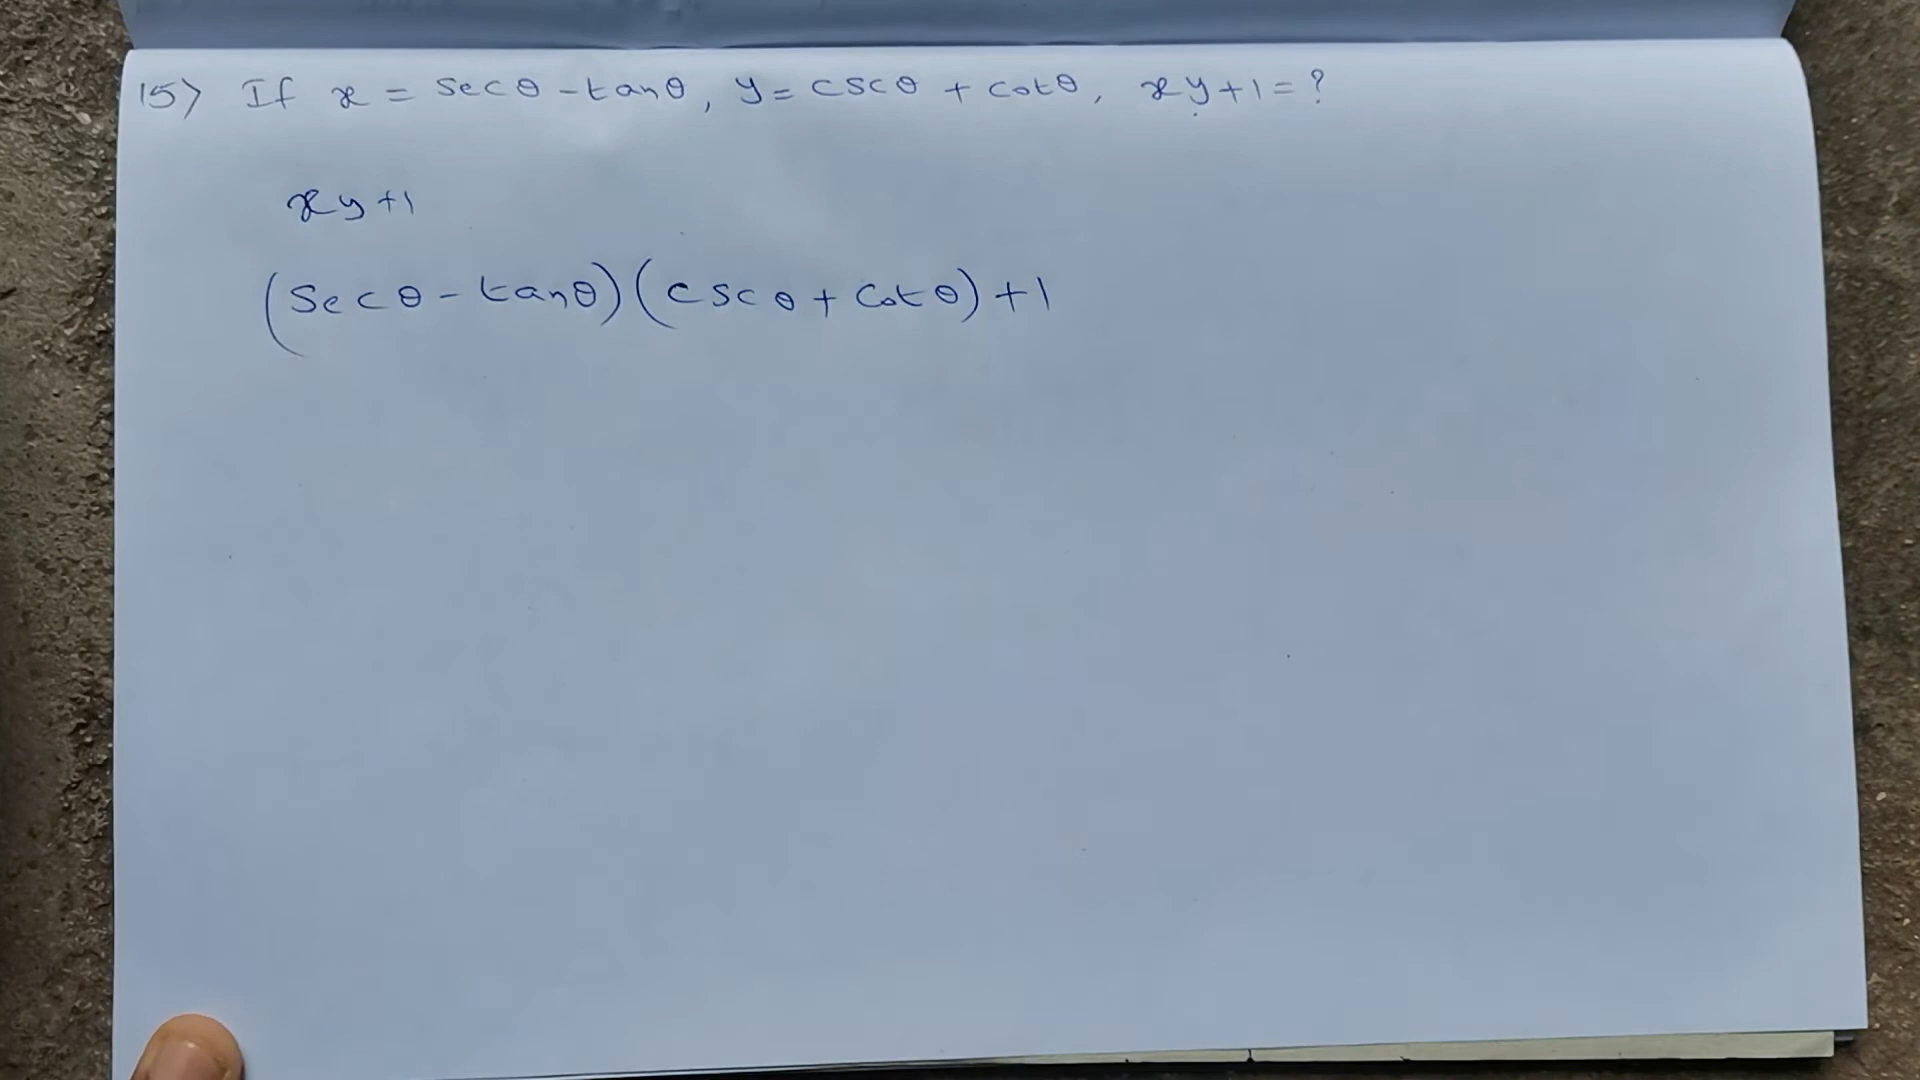 15) If x = secθ - tanθ, y = cscθ + cotθ, xy+1 = ?
xy+1
(Secθ - tanθ)(cscθ + Cotθ) + 1